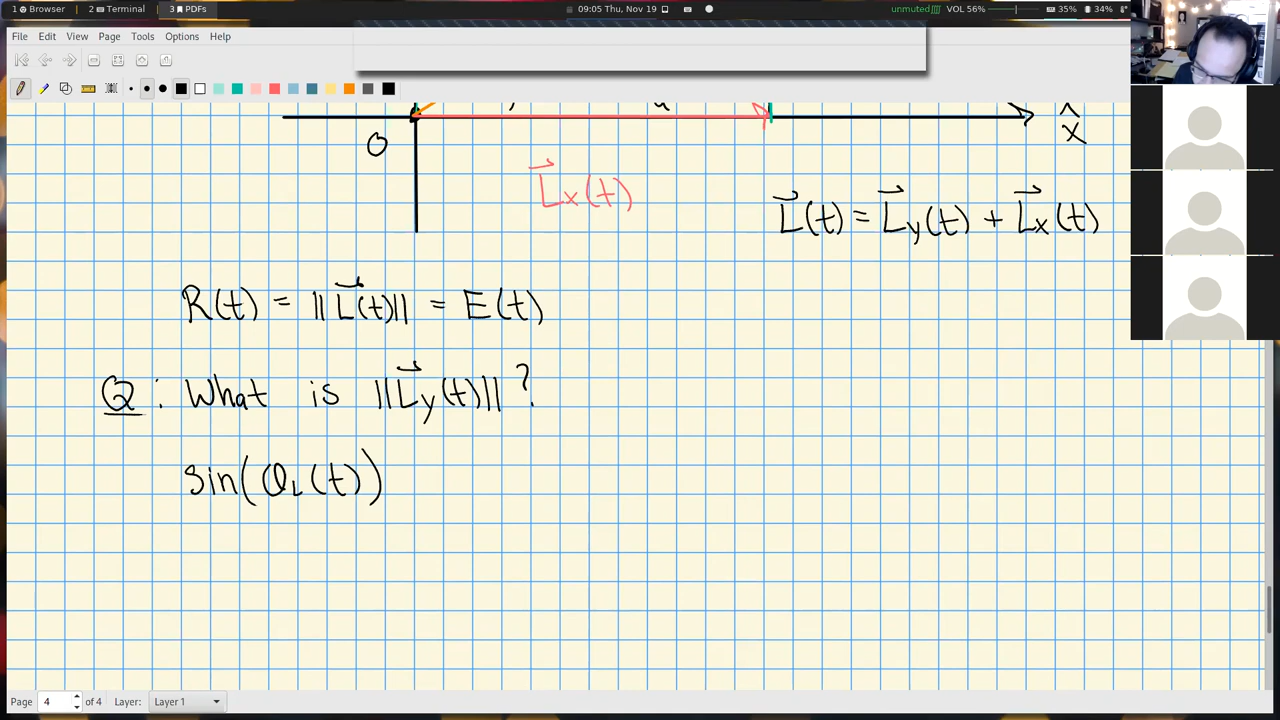 1 Browser 2 Terminal 3 PDFs 09:05 Thu, Nov 19 unmuted VOL 56% 35% 34%
File Edit View Page Tools Options Help
O
x̂
L⃗x(t)
L⃗(t) = L⃗y(t) + L⃗x(t)
R(t) = ||L⃗(t)|| = E(t)
Q: What is ||L⃗y(t)||?
sin(θL(t))
Page 4 of 4 Layer: Layer 1